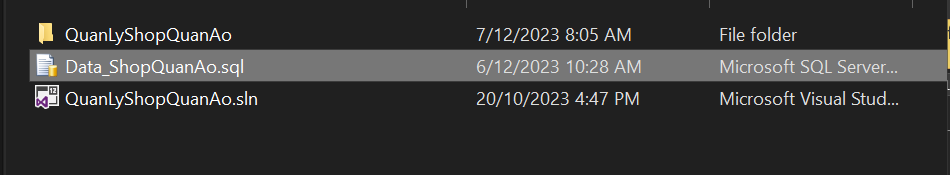 QuanLyShopQuanAo 7/12/2023 8:05 AM File folder
Data_ShopQuanAo.sql 6/12/2023 10:28 AM Microsoft SQL Server...
QuanLyShopQuanAo.sln 20/10/2023 4:47 PM Microsoft Visual Stud...